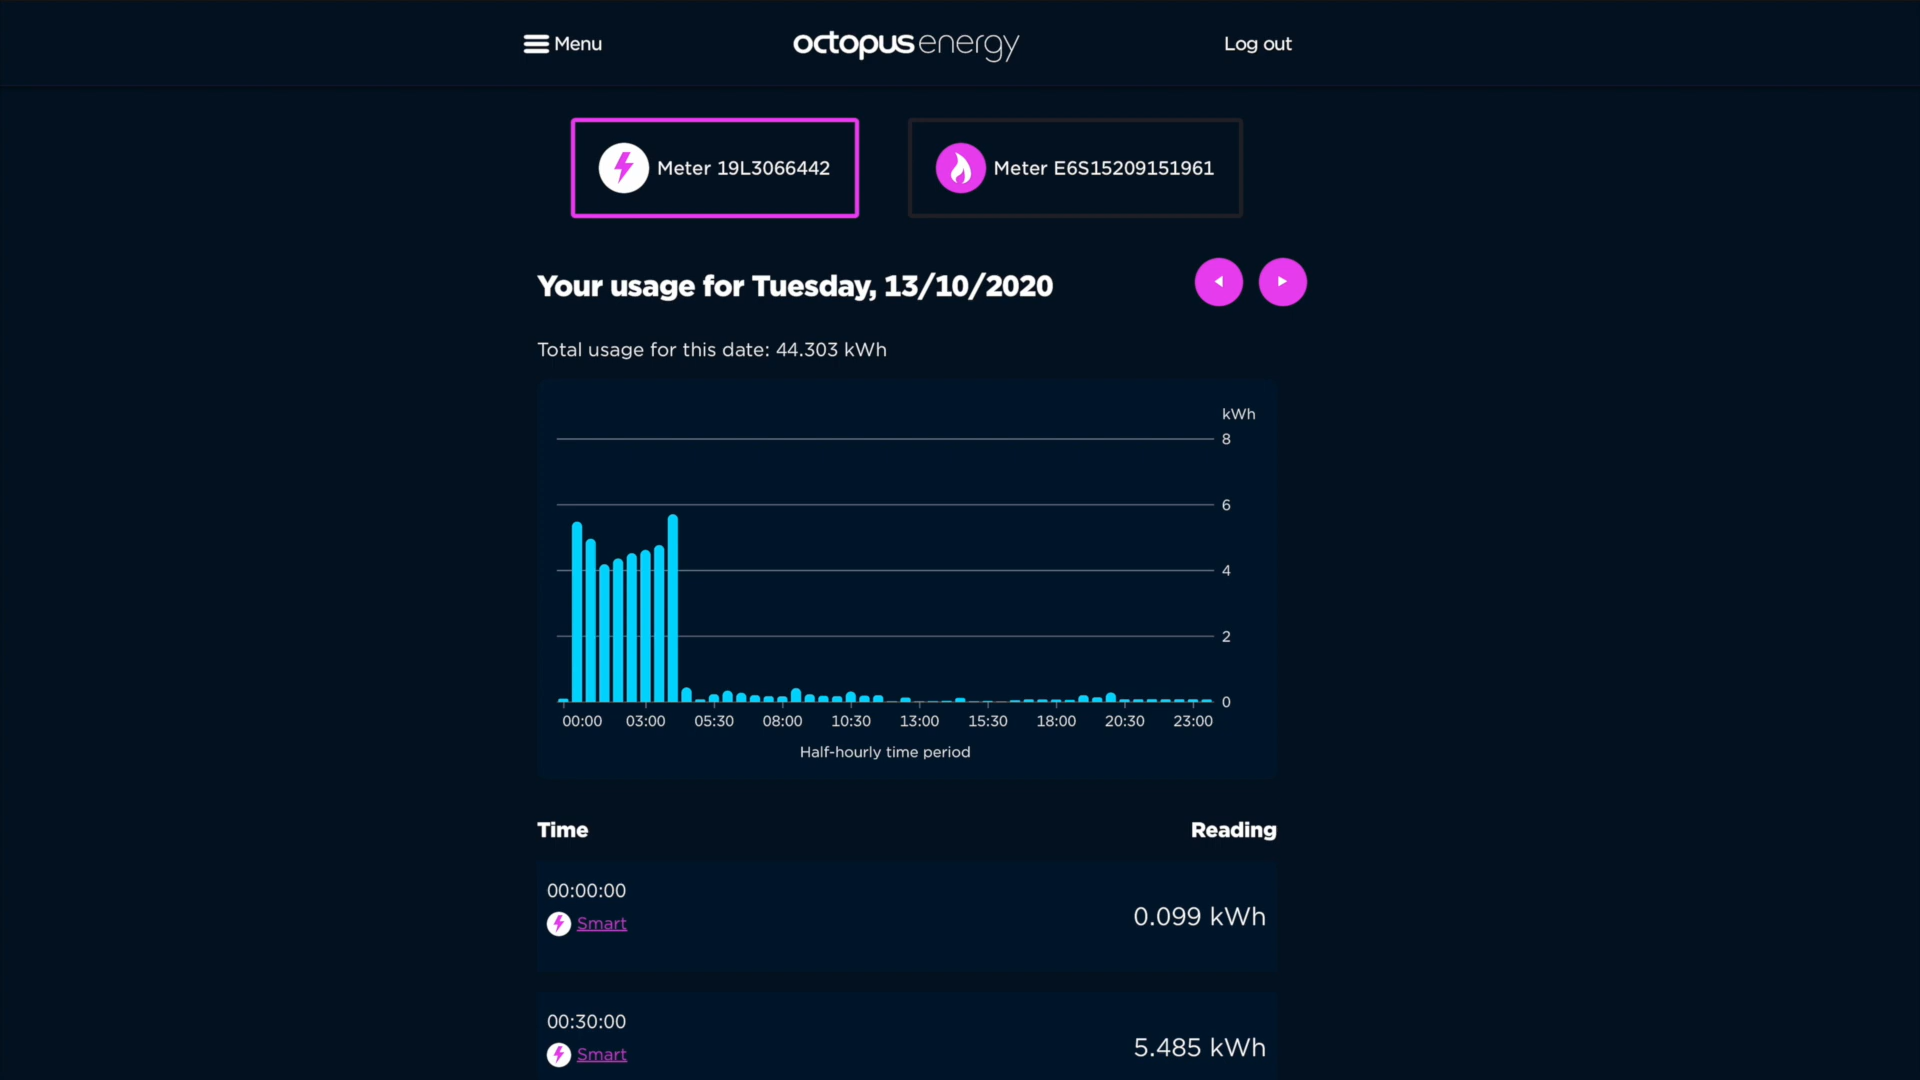 Menu
octopusenergy
Log out
Meter 19L3066442
Meter E6S15209151961
Your usage for Tuesday, 13/10/2020
Total usage for this date: 44.303 kWh
kWh
8
6
4
2
0
00:00 03:00 05:30 08:00 10:30 13:00 15:30 18:00 20:30 23:00
Half-hourly time period
Time Reading
00:00:00
Smart
0.099 kWh
00:30:00
Smart
5.485 kWh